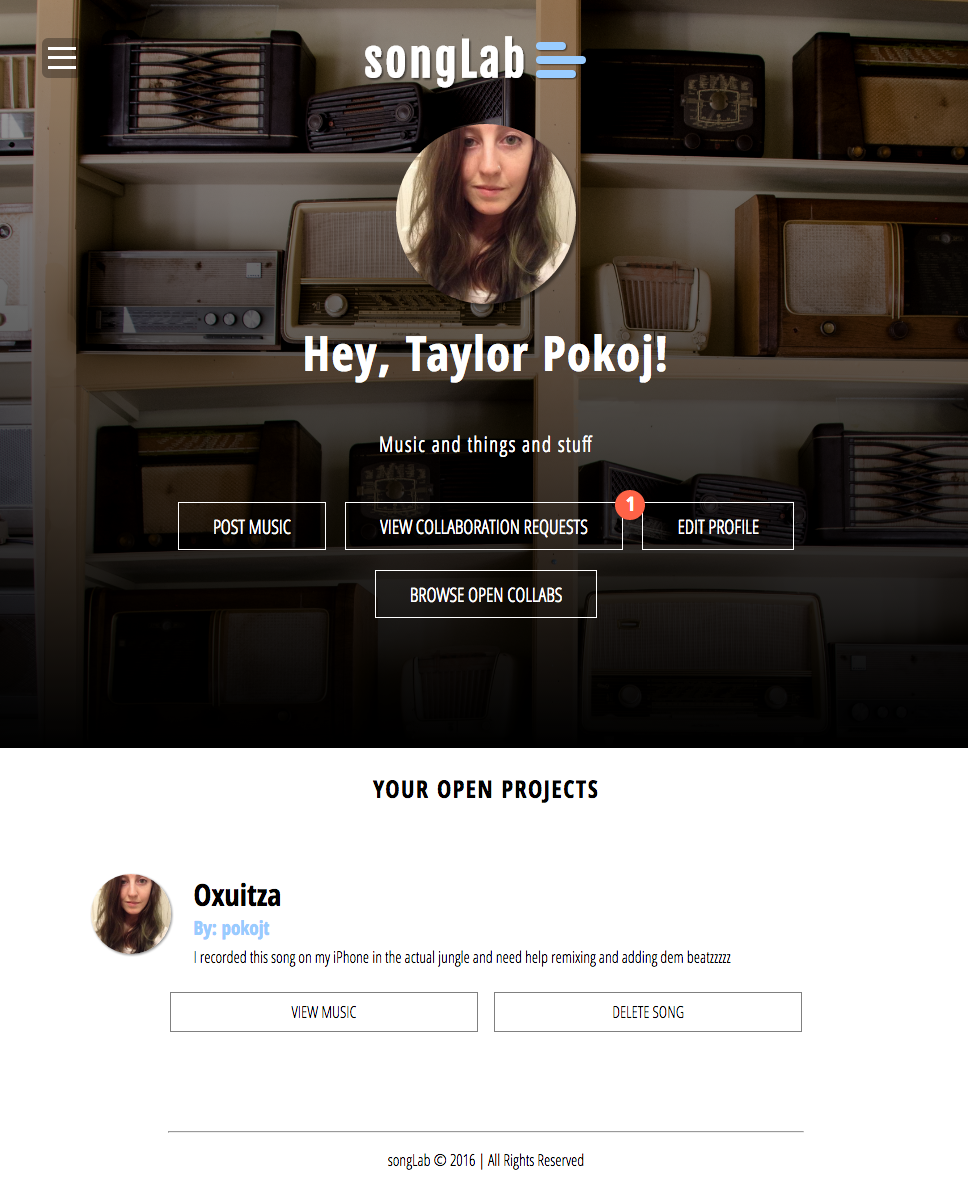 songLab
Hey, Taylor Pokoj!
Music and things and stuff
POST MUSIC
VIEW COLLABORATION REQUESTS
1
EDIT PROFILE
BROWSE OPEN COLLABS
YOUR OPEN PROJECTS
Oxuitza
By: pokojt
I recorded this song on my iPhone in the actual jungle and need help remixing and adding dem beatzzzzz
VIEW MUSIC
DELETE SONG
songLab © 2016 | All Rights Reserved